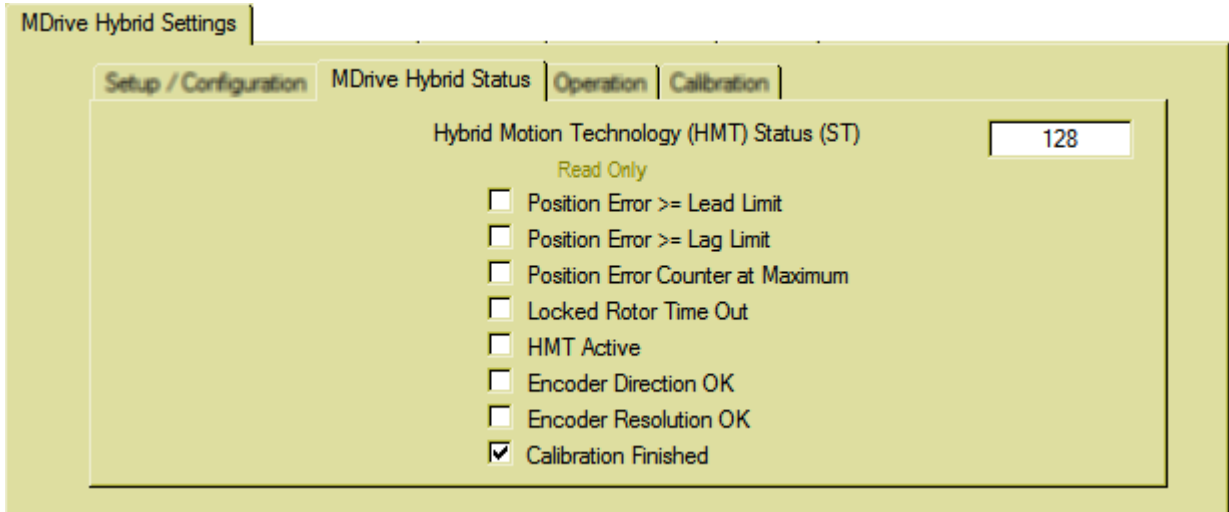 MDrive Hybrid Settings
Setup / Configuration MDrive Hybrid Status Operation Calibration
Hybrid Motion Technology (HMT) Status (ST) 128
Read Only
Position Error >= Lead Limit
Position Error >= Lag Limit
Position Error Counter at Maximum
Locked Rotor Time Out
HMT Active
Encoder Direction OK
Encoder Resolution OK
Calibration Finished